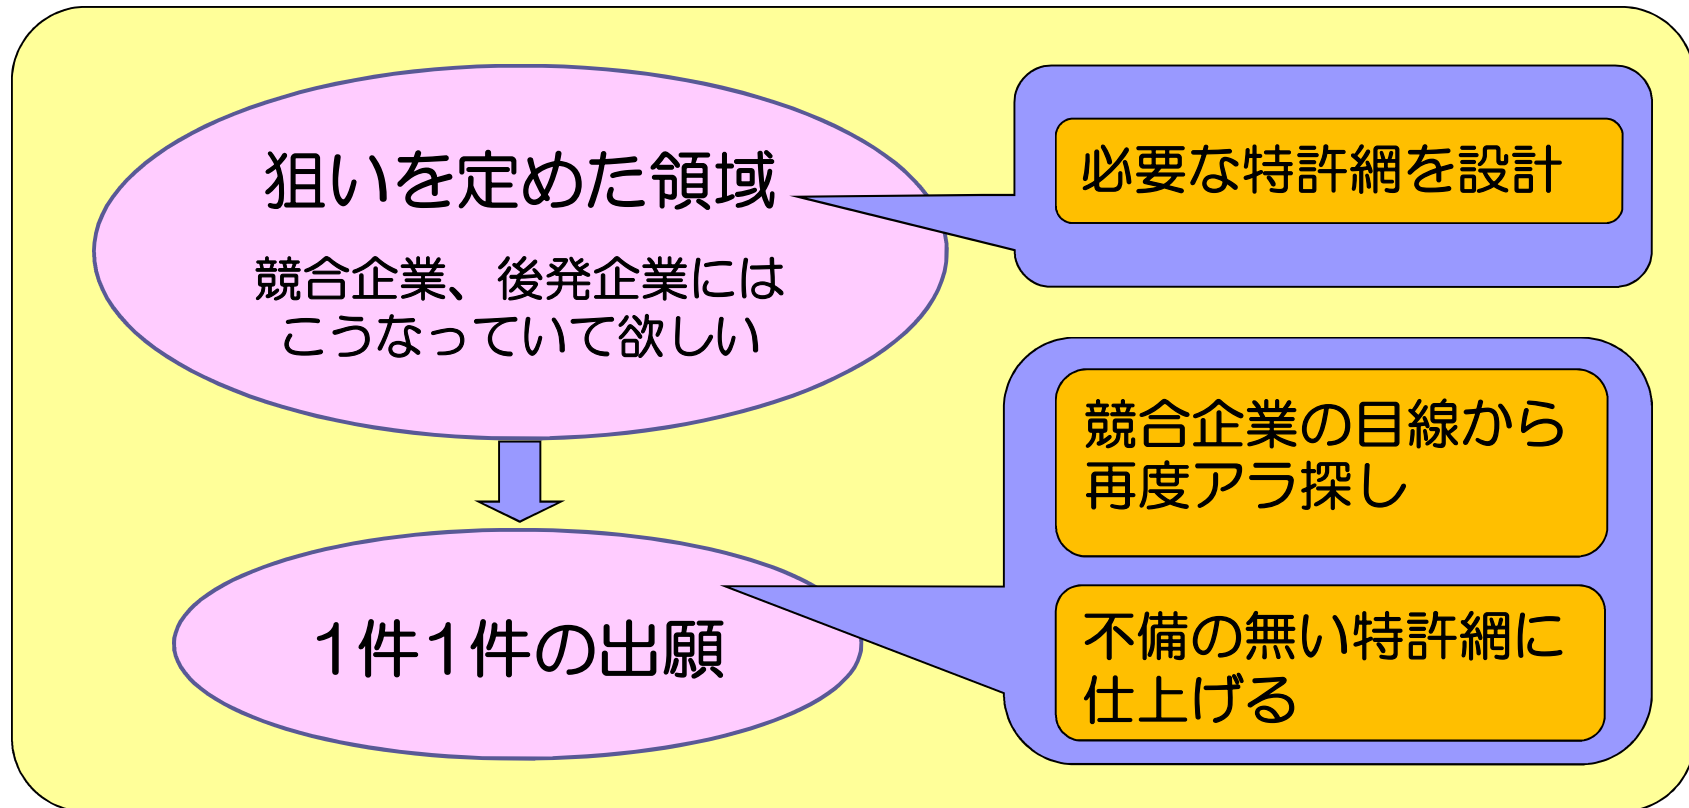 狙いを定めた領域
競合企業、後発企業には
こうなっていて欲しい
必要な特許網を設計
1件1件の出願
競合企業の目線から
再度アラ探し
不備の無い特許網に
仕上げる